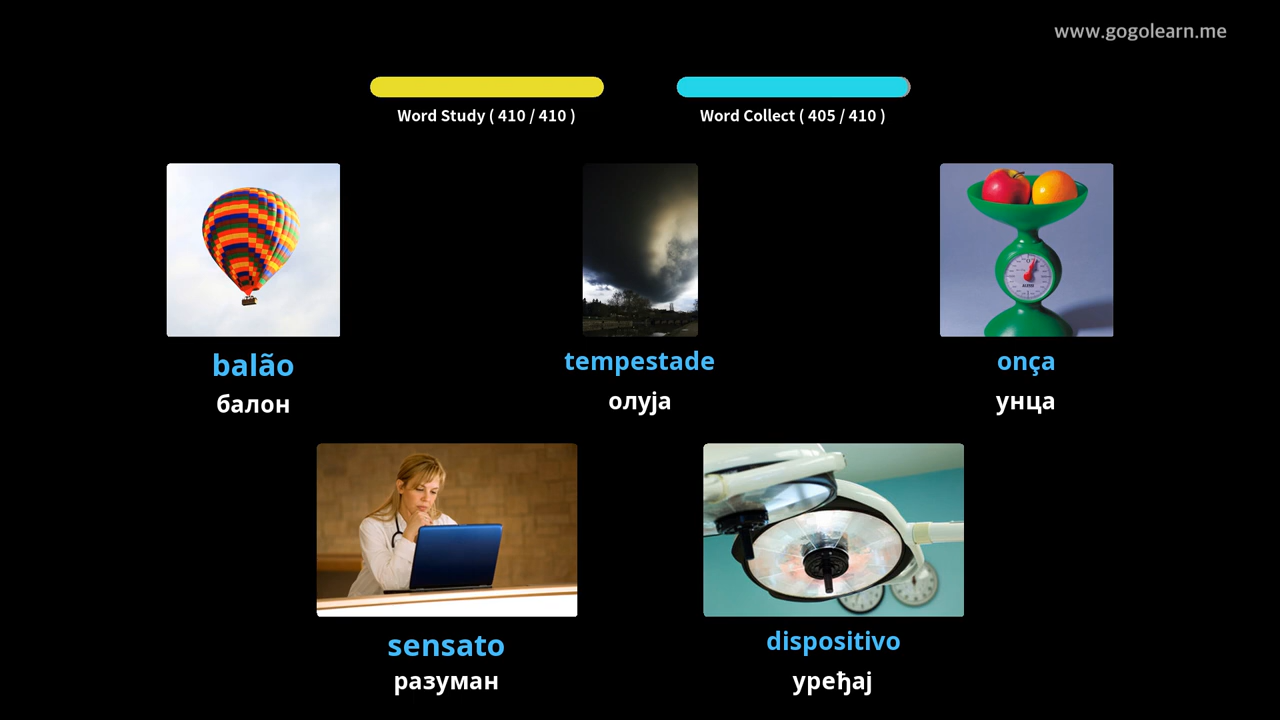 www.gogolearn.me
Word Study ( 410 / 410 )
Word Collect ( 405 / 410 )
balão
балон
tempestade
олуја
onça
унца
sensato
разуман
dispositivo
уређај